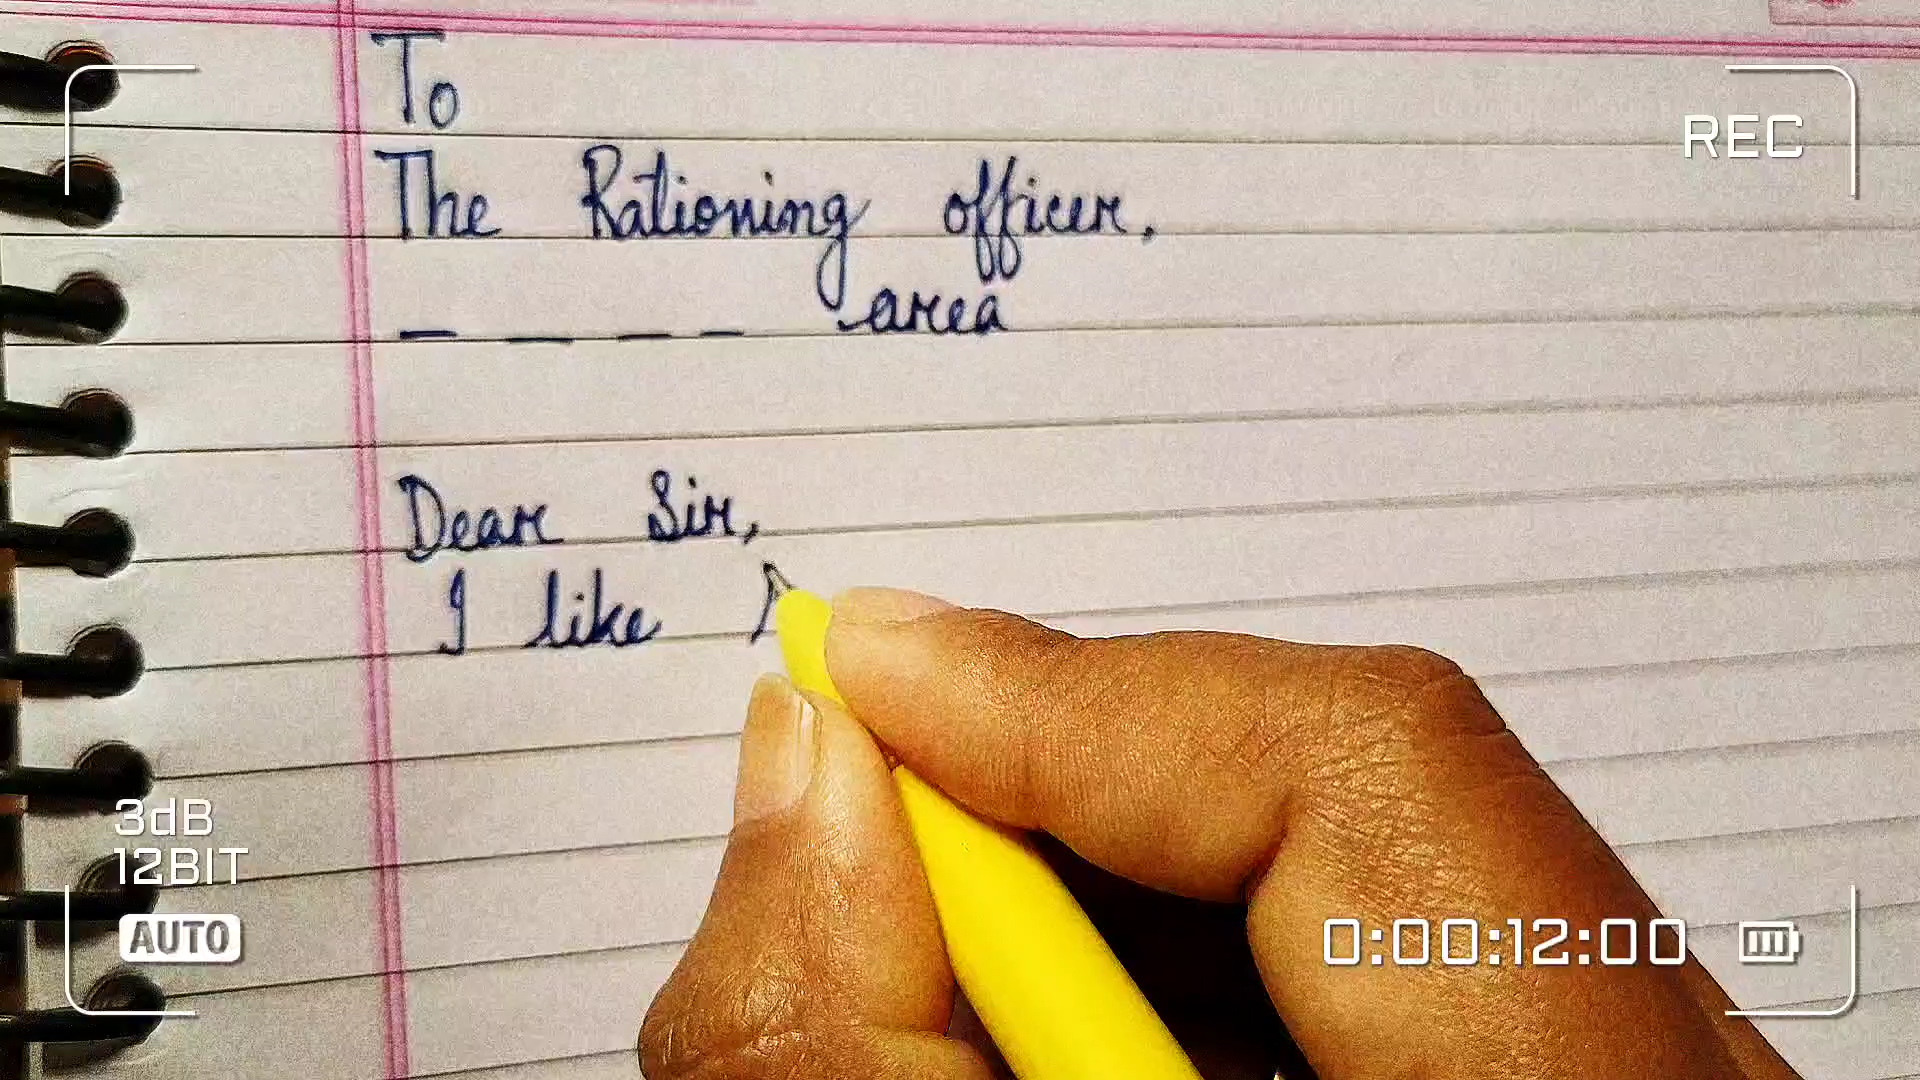 To
The Rationing officer.
_ _ _ _ area
Dear Sir,
I like
REC
3dB
12BIT
AUTO
0:00:12:00